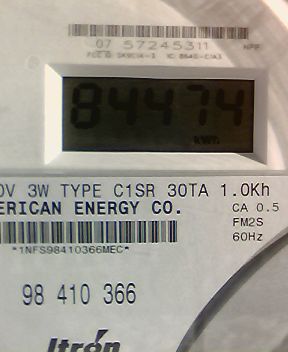 07 57245311
84474
kWh
0V 3W TYPE C1SR 30TA 1.0Kh
ERICAN ENERGY CO.
CA 0.5
FM2S
60Hz
*1NFS98410366MEC*
98 410 366
Itrón